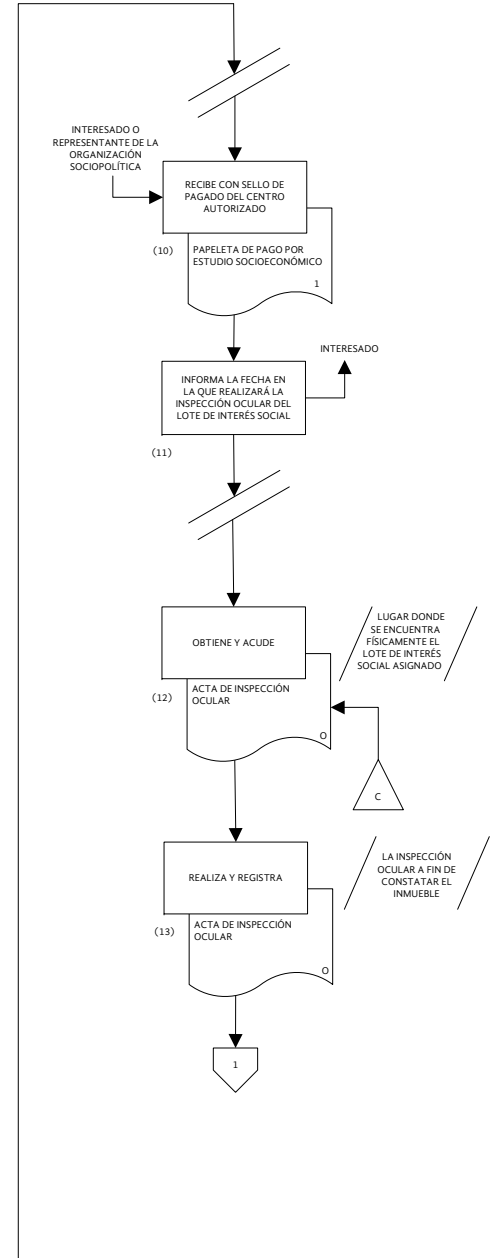 INTERESADO O
REPRESENTANTE DE LA
ORGANIZACIÓN
SOCIOPOLÍTICA
RECIBE CON SELLO DE
PAGADO DEL CENTRO
AUTORIZADO
(10)
PAPELETA DE PAGO POR
ESTUDIO SOCIOECONÓMICO
1
INTERESADO
INFORMA LA FECHA EN
LA QUE REALIZARÁ LA
INSPECCIÓN OCULAR DEL
LOTE DE INTERÉS SOCIAL
(11)
OBTIENE Y ACUDE
LUGAR DONDE
SE ENCUENTRA
FÍSICAMENTE EL
LOTE DE INTERÉS
SOCIAL ASIGNADO
(12)
ACTA DE INSPECCIÓN
OCULAR
O
C
REALIZA Y REGISTRA
LA INSPECCIÓN
OCULAR A FIN DE
CONSTATAR EL
INMUEBLE
(13)
ACTA DE INSPECCIÓN
OCULAR
O
1